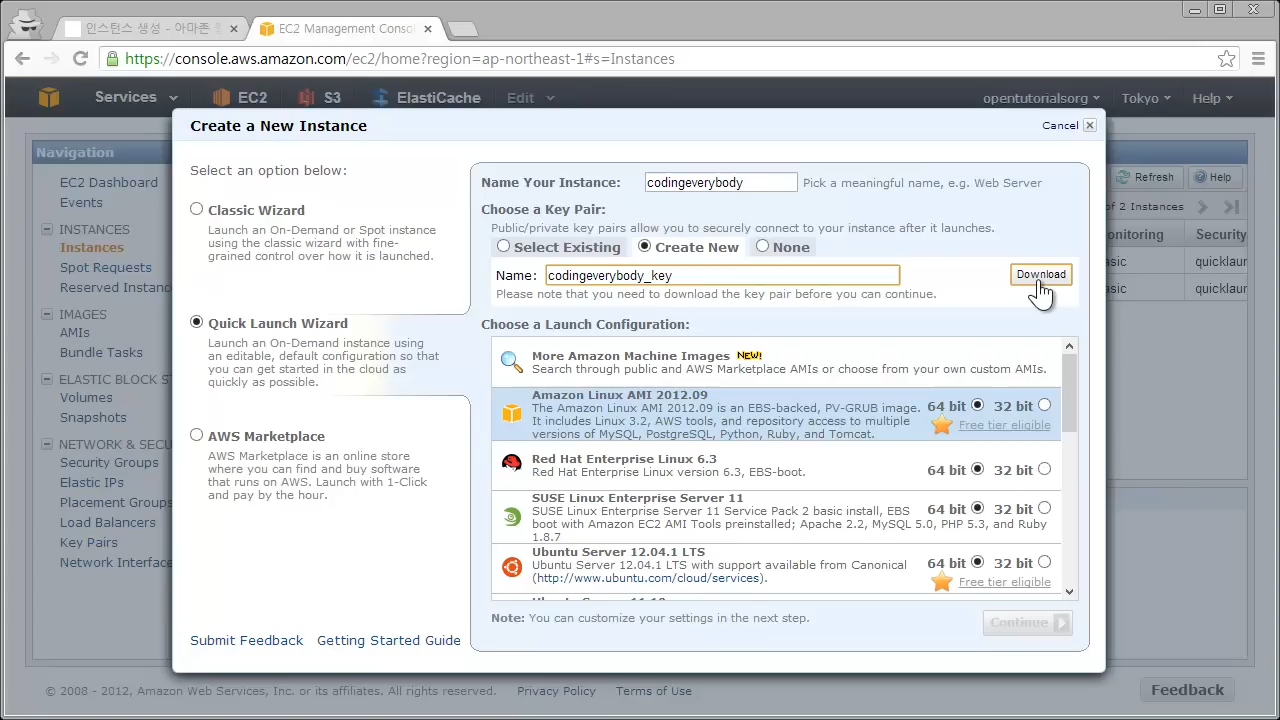 인스턴스 생성 - 아마존
EC2 Management Conso
https://console.aws.amazon.com/ec2/home?region=ap-northeast-1#s=Instances
Services EC2 S3 ElastiCache Edit opentutorialsorg Tokyo Help
Create a New Instance
Cancel
Navigation
EC2 Dashboard
Events
INSTANCES
Instances
Spot Requests
Reserved Instanc
IMAGES
AMIs
Bundle Tasks
ELASTIC BLOCK S
Volumes
Snapshots
NETWORK & SECU
Security Groups
Elastic IPs
Placement Groups
Load Balancers
Key Pairs
Network Interfac
Select an option below:
Classic Wizard
Launch an On-Demand or Spot instance
using the classic wizard with fine-
grained control over how it is launched.
Quick Launch Wizard
Launch an On-Demand instance using
an editable, default configuration so that
you can get started in the cloud as
quickly as possible.
AWS Marketplace
AWS Marketplace is an online store
where you can find and buy software
that runs on AWS. Launch with 1-Click
and pay by the hour.
Submit Feedback Getting Started Guide
Name Your Instance: codingeverybody Pick a meaningful name, e.g. Web Server
Choose a Key Pair:
Public/private key pairs allow you to securely connect to your instance after it launches.
Select Existing Create New None
Name: codingeverybody_key Download
Please note that you need to download the key pair before you can continue.
Choose a Launch Configuration:
More Amazon Machine Images NEW!
Search through public and AWS Marketplace AMIs or choose from your own custom AMIs.
Amazon Linux AMI 2012.09
The Amazon Linux AMI 2012.09 is an EBS-backed, PV-GRUB image.
It includes Linux 3.2, AWS tools, and repository access to multiple
versions of MySQL, PostgreSQL, Python, Ruby, and Tomcat.
64 bit 32 bit
Free tier eligible
Red Hat Enterprise Linux 6.3
Red Hat Enterprise Linux version 6.3, EBS-boot.
64 bit 32 bit
SUSE Linux Enterprise Server 11
SUSE Linux Enterprise Server 11 Service Pack 2 basic install, EBS
boot with Amazon EC2 AMI Tools preinstalled; Apache 2.2, MySQL 5.0, PHP 5.3, and Ruby
1.8.7
64 bit 32 bit
Ubuntu Server 12.04.1 LTS
Ubuntu Server 12.04.1 LTS with support available from Canonical
(http://www.ubuntu.com/cloud/services).
64 bit 32 bit
Free tier eligible
Note: You can customize your settings in the next step.
Continue
Refresh Help
of 2 Instances
onitoring Security
asic quicklaun
asic quicklaun
© 2008 - 2012, Amazon Web Services, Inc. or its affiliates. All rights reserved. Privacy Policy Terms of Use
Feedback